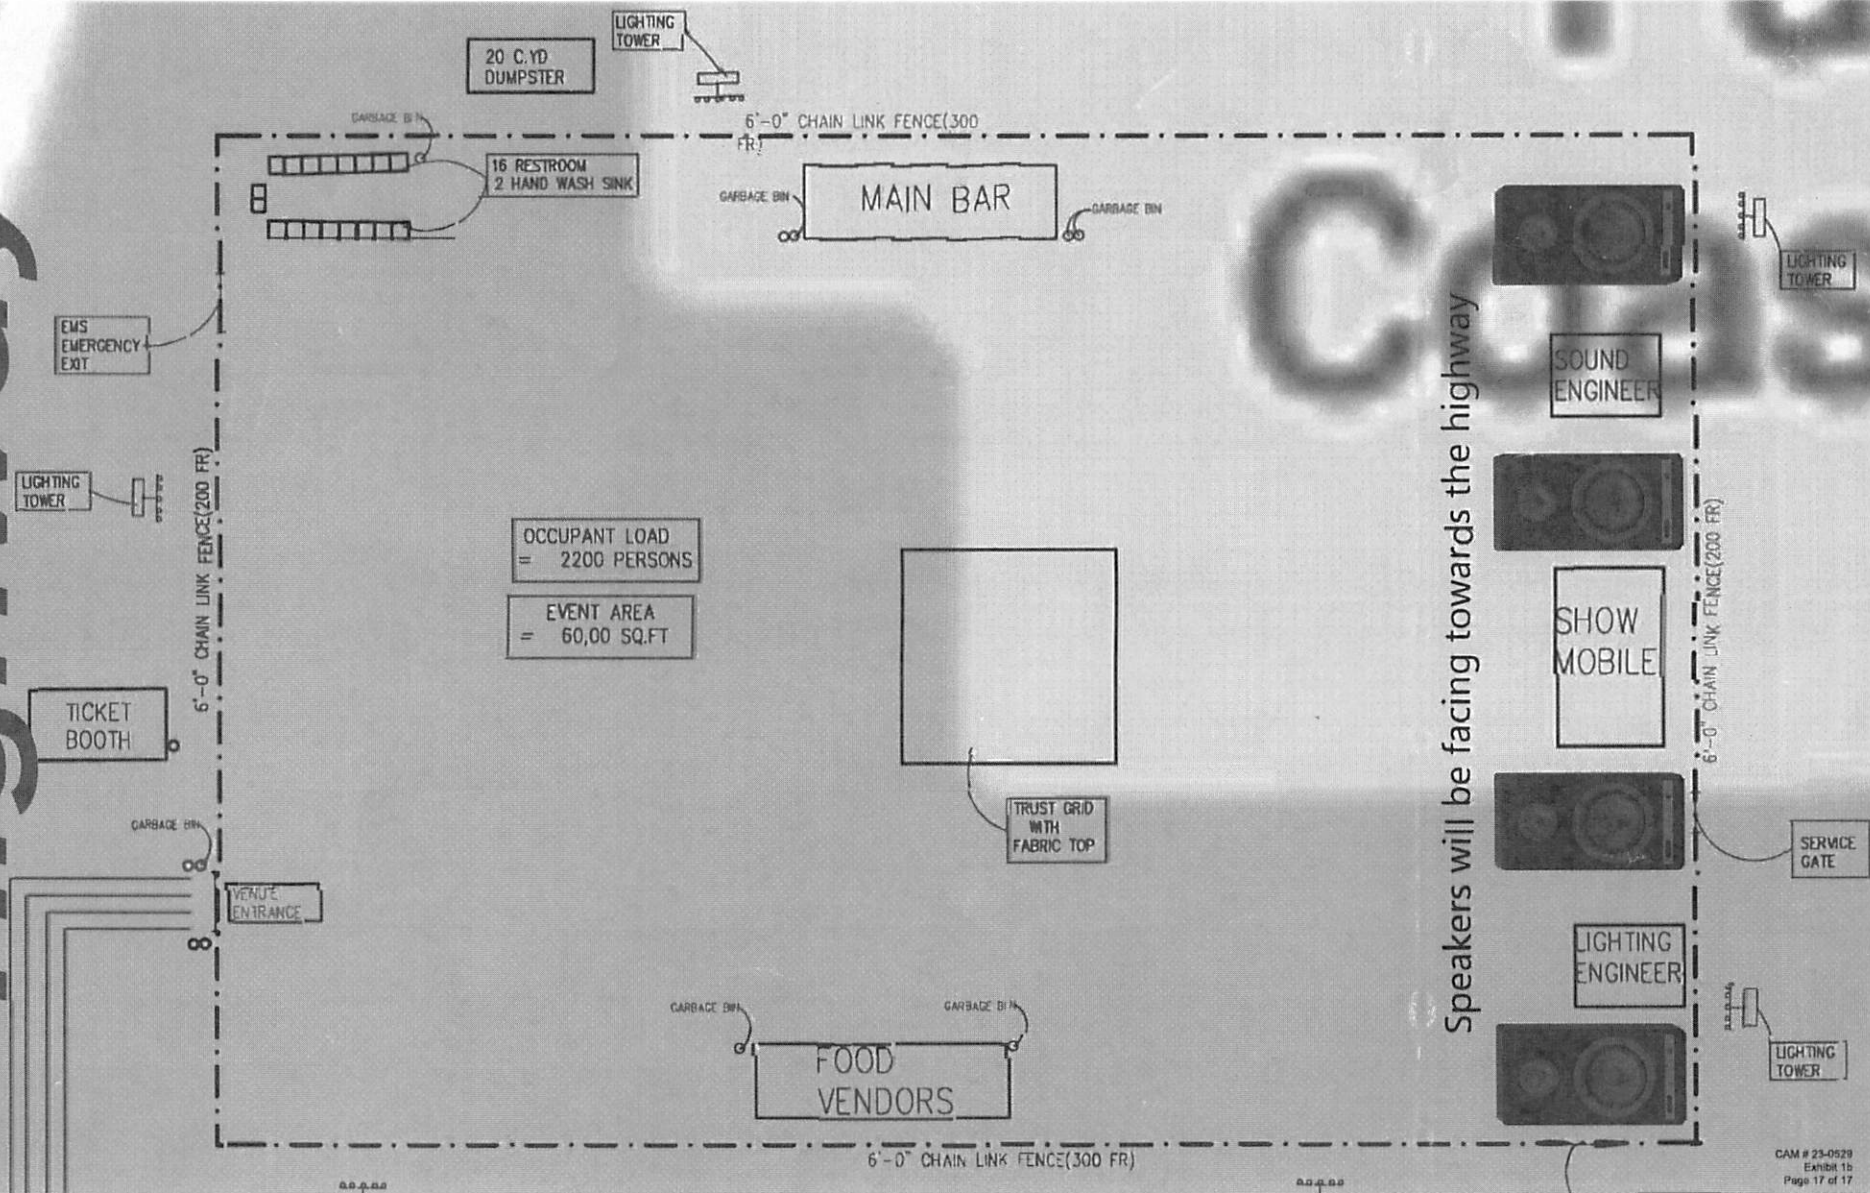 LIGHTING
TOWER
20 C.YD
DUMPSTER
GARBAGE BIN
6'-0" CHAIN LINK FENCE(300
FR)
16 RESTROOM
2 HAND WASH SINK
GARBAGE BIN
MAIN BAR
GARBAGE BIN
Coas
LIGHTING
TOWER
EMS
EMERGENCY
EXIT
SOUND
ENGINEER
Speakers will be facing towards the highway
LIGHTING
TOWER
6'-0" CHAIN LINK FENCE(200 FR)
OCCUPANT LOAD
= 2200 PERSONS
EVENT AREA
= 60,00 SQ.FT
SHOW
MOBILE
6'-0" CHAIN LINK FENCE(200 FR)
TICKET
BOOTH
TRUST GRID
WITH
FABRIC TOP
GARBAGE BIN
SERVICE
GATE
VENUE
ENTRANCE
LIGHTING
ENGINEER
GARBAGE BIN
GARBAGE BIN
FOOD
VENDORS
LIGHTING
TOWER
6'-0" CHAIN LINK FENCE(300 FR)
CAM # 23-0529
Exhibit 1b
Page 17 of 17